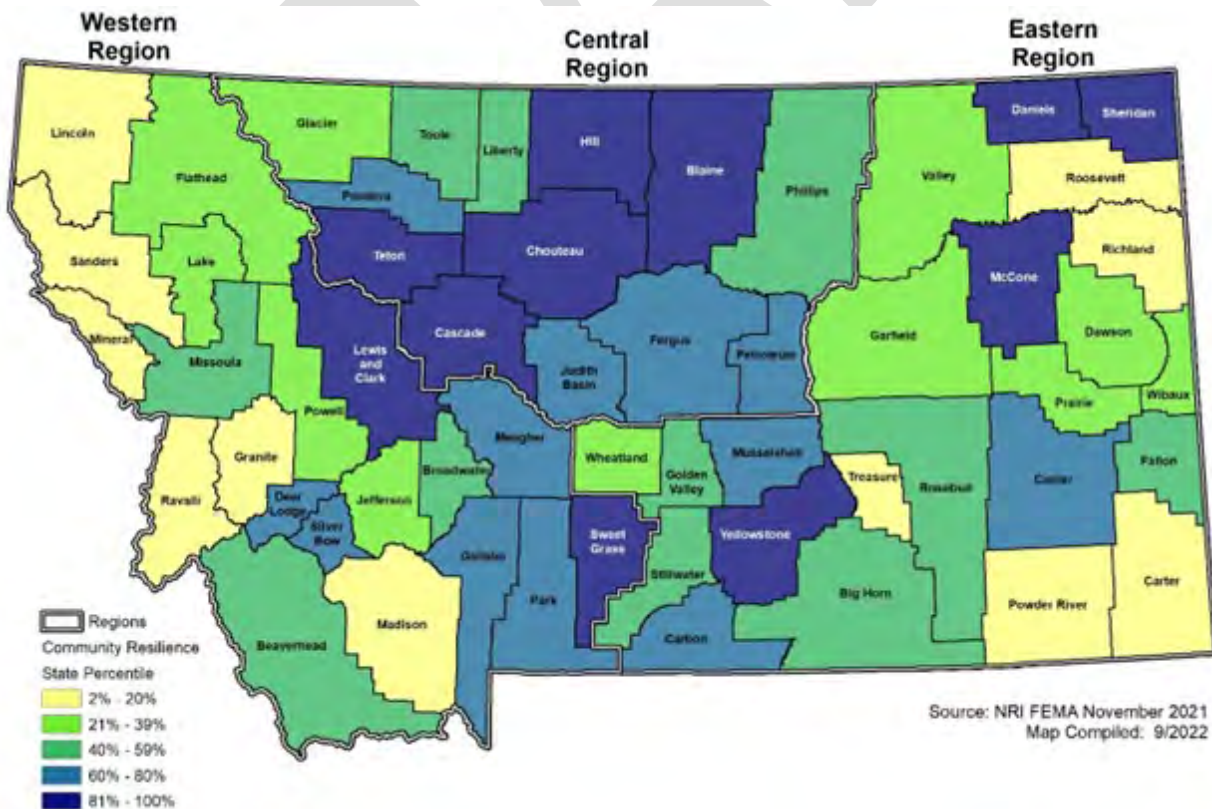 Western
Region
Central
Region
Eastern
Region
Lincoln
Flathead
Glacier
Toole
Liberty
Hill
Blaine
Phillips
Valley
Daniels
Sheridan
Roosevelt
Richland
Pondera
Teton
Chouteau
Sanders
Lake
McCone
Dawson
Garfield
Mineral
Missoula
Lewis
and
Clark
Cascade
Judith
Basin
Fergus
Petroleum
Prairie
Wibaux
Powell
Meagher
Broadwater
Wheatland
Golden
Valley
Musselshell
Treasure
Rosebud
Custer
Fallon
Ravalli
Granite
Deer
Lodge
Silver
Bow
Jefferson
Gallatin
Park
Sweet
Grass
Stillwater
Yellowstone
Big Horn
Carbon
Powder River
Carter
Beaverhead
Madison
Regions
Community Resilience
State Percentile
2% - 20%
21% - 39%
40% - 59%
60% - 80%
81% - 100%
Source: NRI FEMA November 2021
Map Compiled: 9/2022